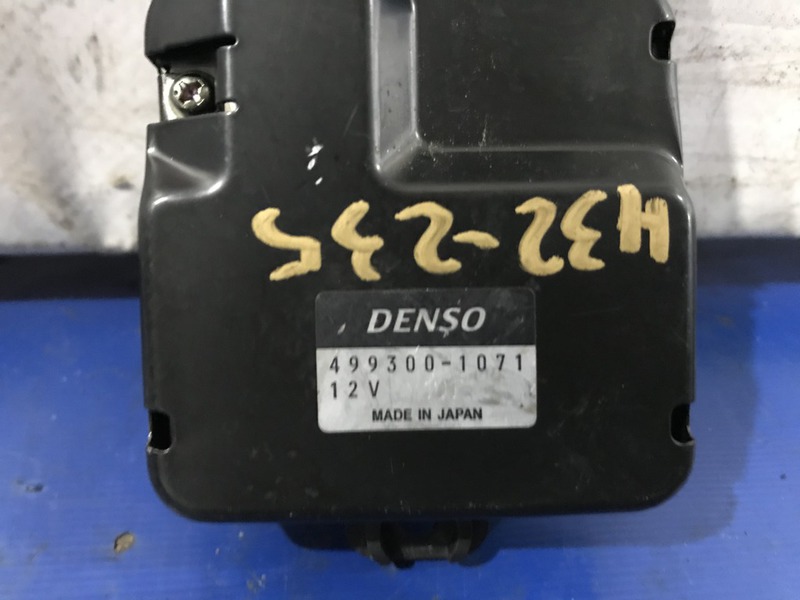 H32-235
DENSO
499300-1071
12V
MADE IN JAPAN